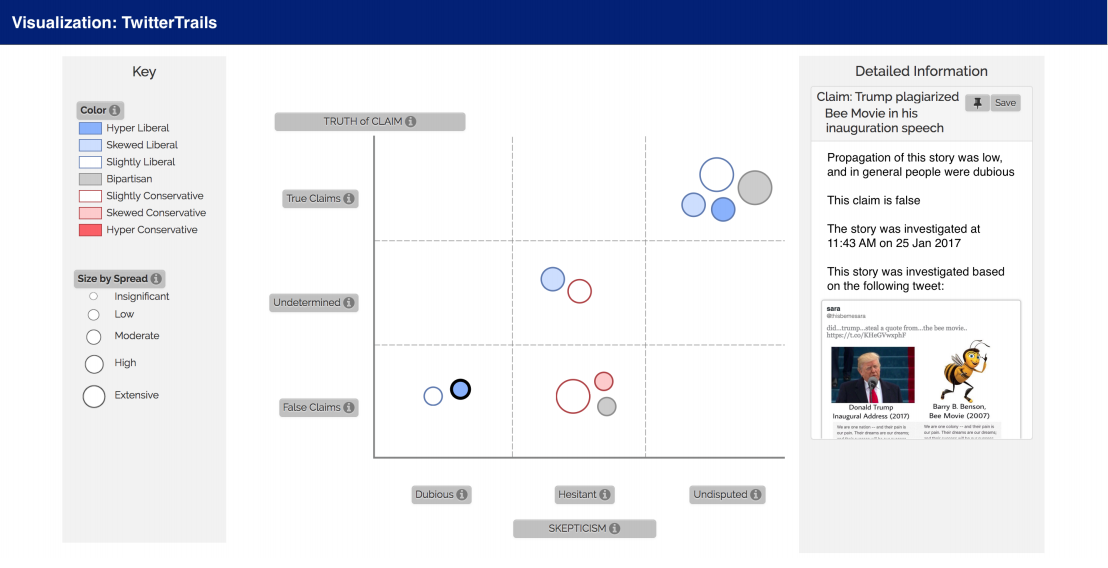 Visualization: TwitterTrails
Key
Color
Hyper Liberal
Skewed Liberal
Slightly Liberal
Bipartisan
Slightly Conservative
Skewed Conservative
Hyper Conservative
Size by Spread
Insignificant
Low
Moderate
High
Extensive
TRUTH of CLAIM
True Claims
Undetermined
False Claims
Dubious
Hesitant
Undisputed
SKEPTICISM
Detailed Information
Claim: Trump plagiarized
Bee Movie in his
inauguration speech
Save
Propagation of this story was low,
and in general people were dubious
This claim is false
The story was investigated at
11:43 AM on 25 Jan 2017
This story was investigated based
on the following tweet:
sara
@thisbemesara
did...trump...steal a quote from...the bee movie..
https://t.co/KHeGVwxphF
Donald Trump
Inaugural Address (2017)
Barry B. Benson,
Bee Movie (2007)
We are one nation — and their pain is
our pain. Their dreams are our dreams;
We are one colony — and their pain is
our pain. Their dreams are our dreams;